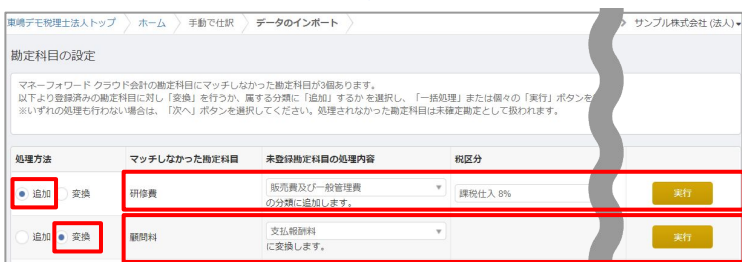 東嶋デモ税理士法人トップ 〉 ホーム 〉 手動で仕訳 〉 データのインポート 〉 サンプル株式会社 (法人)▾
勘定科目の設定
マネーフォワード クラウド会計の勘定科目にマッチしなかった勘定科目が3個あります。
以下より登録済みの勘定科目に対し「変換」を行うか、属する分類に「追加」するか を選択し、「一括処理」または個々の「実行」ボタンを
※いずれの処理も行わない場合は、「次へ」ボタンを選択してください。処理されなかった勘定科目は未確定勘定として扱われます。
処理方法 マッチしなかった勘定科目 未登録勘定科目の処理内容 税区分
追加 変換 研修費 販売費及び一般管理費 課税仕入 8% 実行
の分類に追加します。
追加 変換 顧問料 支払報酬料 実行
に変換します。